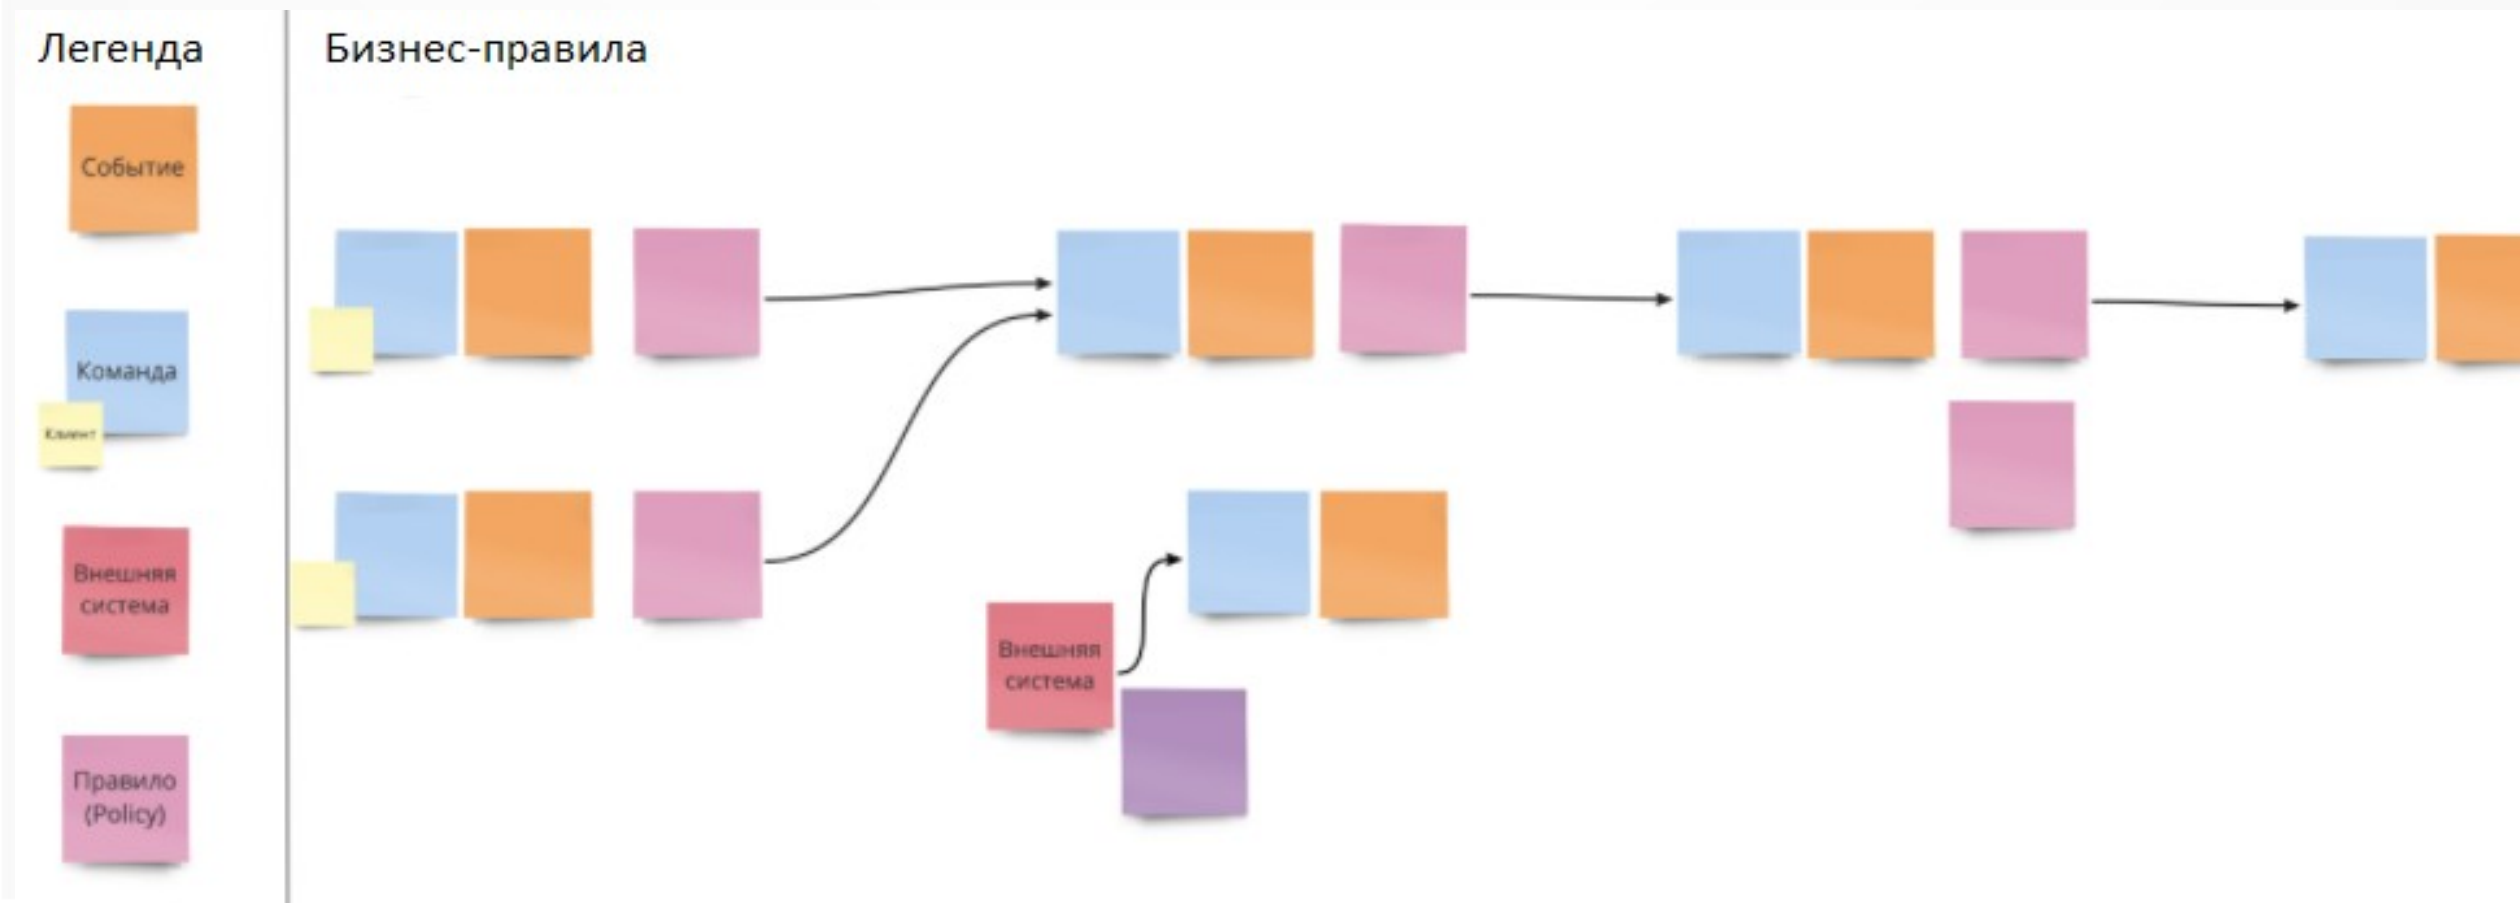 Легенда
Бизнес-правила
Событие
Команда
Клиент
Внешняя
система
Правило
(Policy)
Внешняя
система